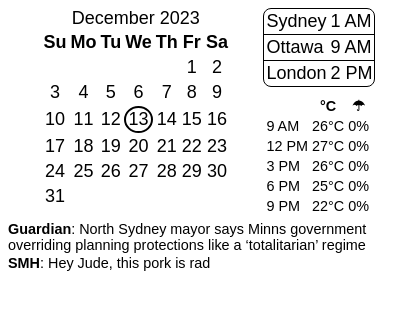 December 2023
Su Mo Tu We Th Fr Sa
1 2
3 4 5 6 7 8 9
10 11 12 13 14 15 16
17 18 19 20 21 22 23
24 25 26 27 28 29 30
31
Sydney 1 AM
Ottawa 9 AM
London 2 PM
°C ☂
9 AM 26°C 0%
12 PM 27°C 0%
3 PM 26°C 0%
6 PM 25°C 0%
9 PM 22°C 0%
Guardian: North Sydney mayor says Minns government
overriding planning protections like a ‘totalitarian’ regime
SMH: Hey Jude, this pork is rad